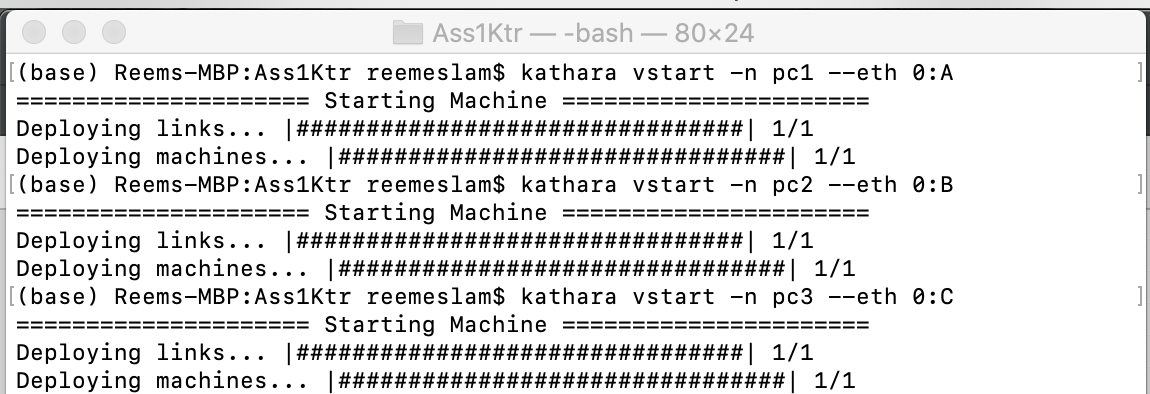 Ass1Ktr — -bash — 80×24
[(base) Reems-MBP:Ass1Ktr reemeslam$ kathara vstart -n pc1 --eth 0:A ]
===================== Starting Machine ======================
Deploying links... |################################| 1/1
Deploying machines... |################################| 1/1
[(base) Reems-MBP:Ass1Ktr reemeslam$ kathara vstart -n pc2 --eth 0:B ]
===================== Starting Machine ======================
Deploying links... |################################| 1/1
Deploying machines... |################################| 1/1
[(base) Reems-MBP:Ass1Ktr reemeslam$ kathara vstart -n pc3 --eth 0:C ]
===================== Starting Machine ======================
Deploying links... |################################| 1/1
Deploying machines... |################################| 1/1